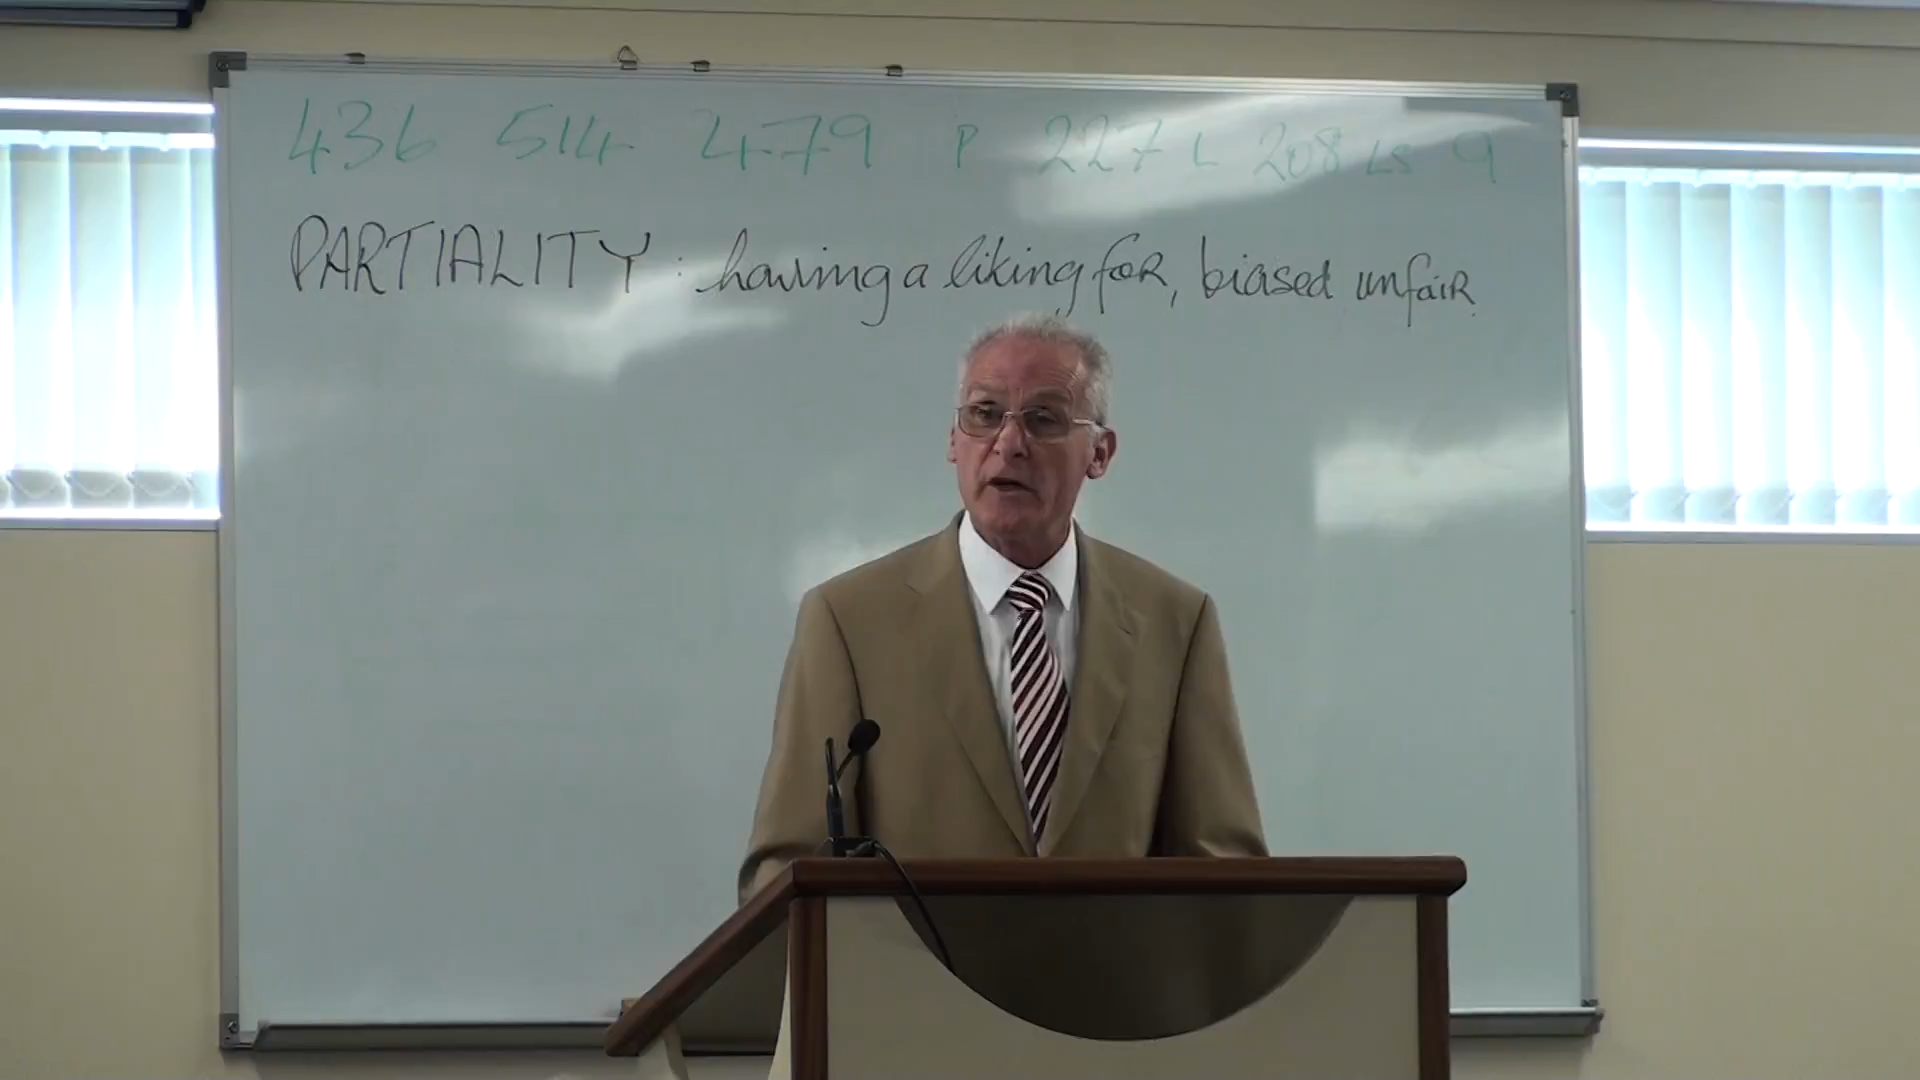 436 514 479 P 227 L 208 LS 9
PARTIALITY : having a liking foR, biased unfaiR.